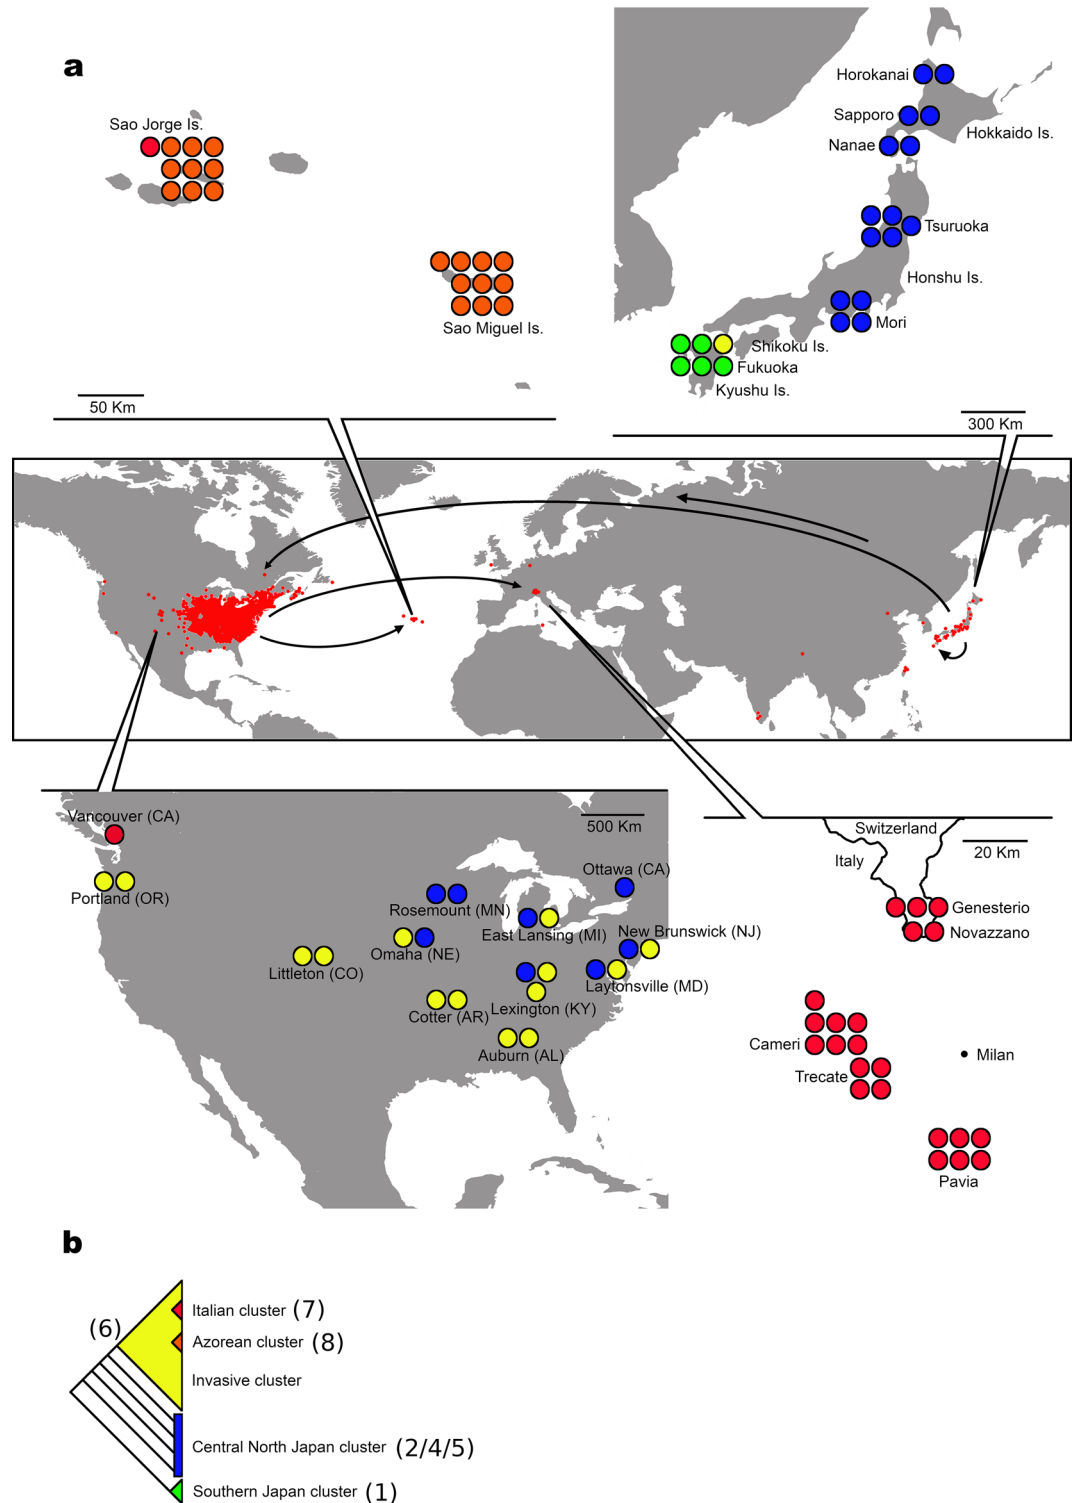 a
Sao Jorge Is.
Sao Miguel Is.
50 Km
Horokanai
Sapporo
Hokkaido Is.
Nanae
Tsuruoka
Honshu Is.
Mori
Shikoku Is.
Fukuoka
Kyushu Is.
300 Km
Vancouver (CA)
500 Km
Portland (OR)
Ottawa (CA)
Rosemount (MN)
East Lansing (MI)
New Brunswick (NJ)
Omaha (NE)
Littleton (CO)
Laytonsville (MD)
Lexington (KY)
Cotter (AR)
Auburn (AL)
Switzerland
Italy
20 Km
Genesterio
Novazzano
Cameri
Trecate
Milan
Pavia
b
(6)
Italian cluster (7)
Azorean cluster (8)
Invasive cluster
Central North Japan cluster (2/4/5)
Southern Japan cluster (1)